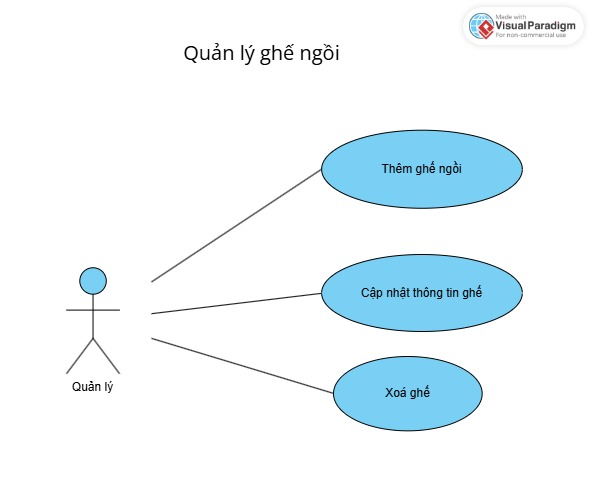 Made with
Visual Paradigm
For non-commercial use
Quản lý ghế ngồi
Thêm ghế ngồi
Cập nhật thông tin ghế
Quản lý
Xoá ghế